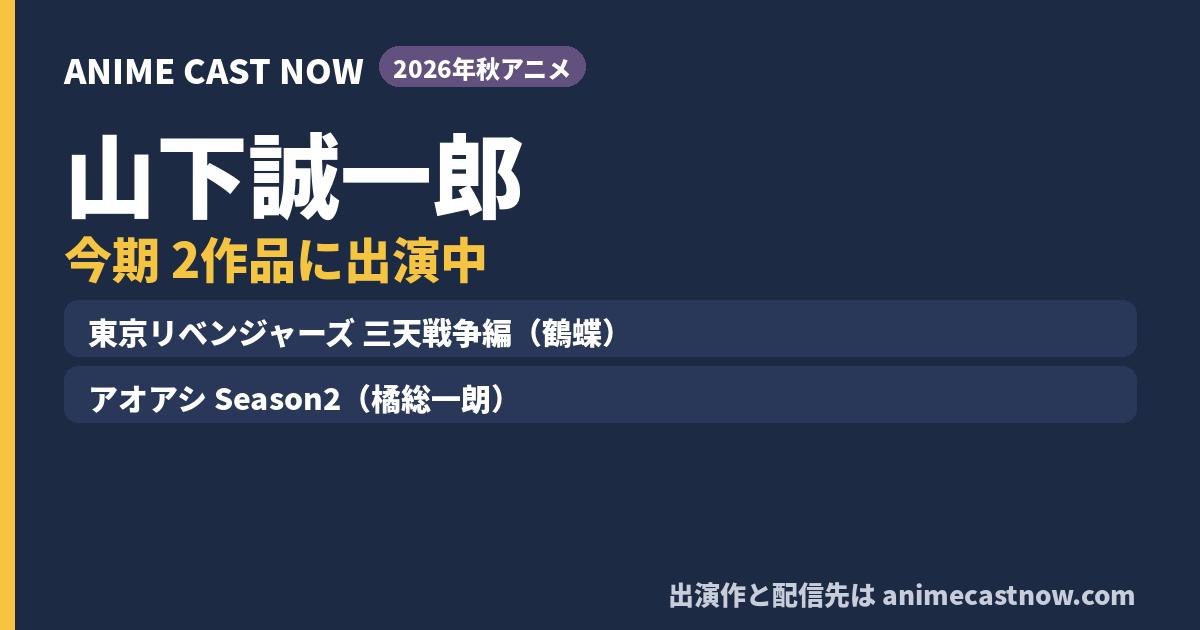 ANIME CAST NOW 2026年秋アニメ
山下誠一郎
今期 2作品に出演中
東京リベンジャーズ 三天戦争編（鶴蝶）
アオアシ Season2（橘総一朗）
出演作と配信先は animecastnow.com